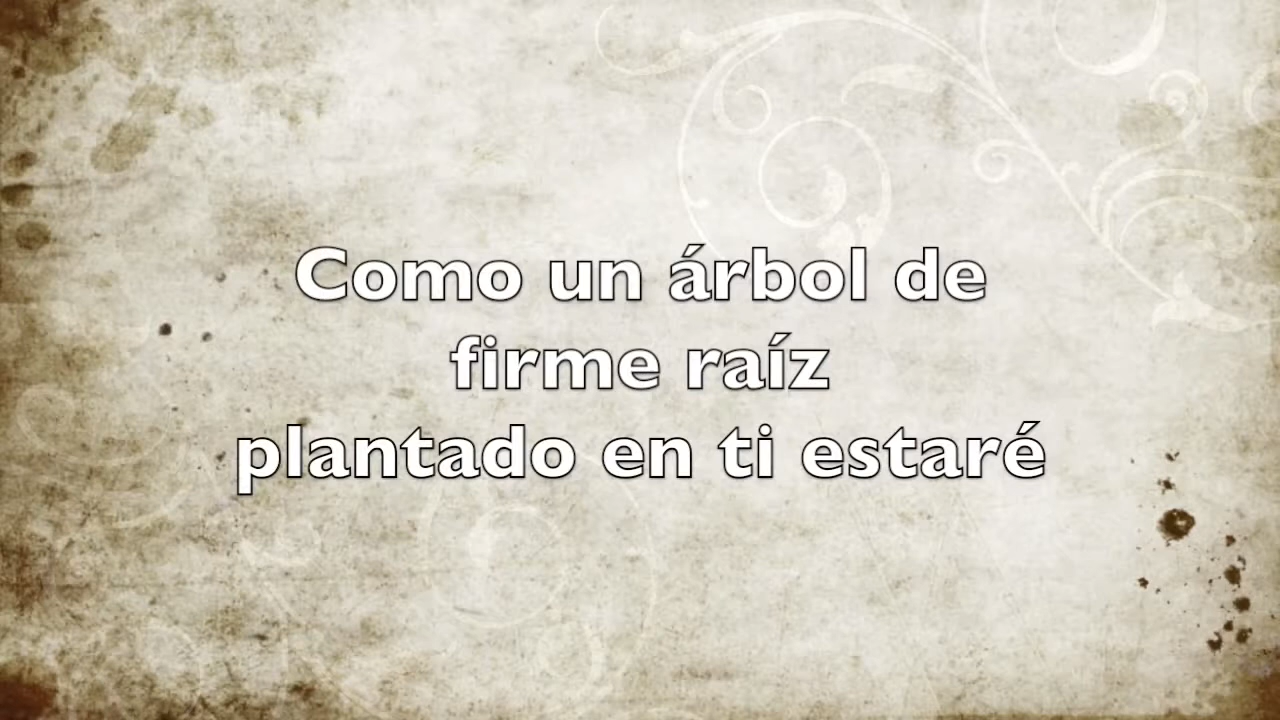 Como un árbol de
firme raíz
plantado en ti estaré